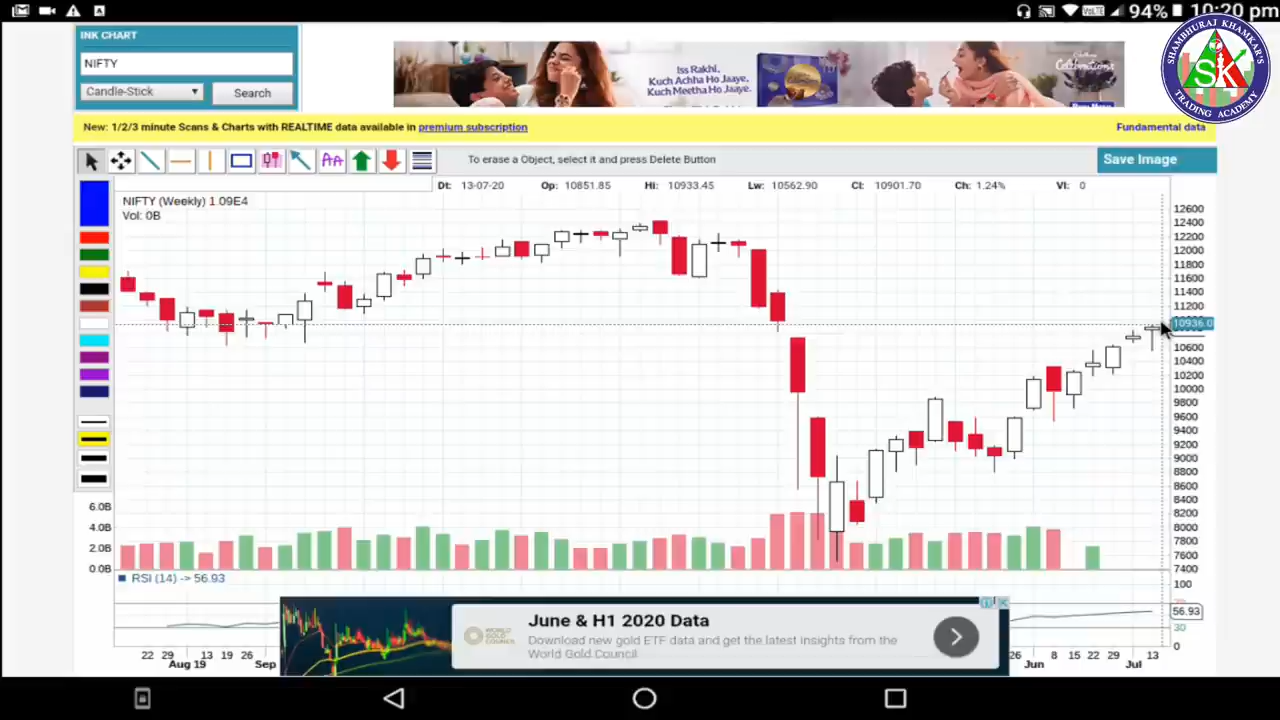 94% 10:20 pm
VoLTE
SHAMBHURAJ KHAMKAR'S
SK
TRADING ACADEMY
INK CHART
NIFTY
Candle-Stick
Search
Iss Rakhi,
Kuch Achha Ho Jaaye,
Kuch Meetha Ho Jaaye.
Cadbury
Celebrations
New: 1/2/3 minute Scans & Charts with REALTIME data available in premium subscription
Fundamental data
To erase a Object, select it and press Delete Button
Save Image
Dt: 13-07-20 Op: 10851.85 Hi: 10933.45 Lw: 10562.90 Cl: 10901.70 Ch: 1.24% Vl: 0
NIFTY (Weekly) 1.09E4
Vol: 0B
12600
12400
12200
12000
11800
11600
11400
11200
10936.0
10600
10400
10200
10000
9800
9600
9400
9200
9000
8800
8600
8400
8200
8000
7800
7600
7400
6.0B
4.0B
2.0B
0.0B
RSI (14) -> 56.93
100
56.93
30
0
June & H1 2020 Data
Download new gold ETF data and get the latest insights from the
World Gold Council
WORLD
GOLD
COUNCIL
22 29 13 19 26 26 8 15 22 29 13
Aug 19 Sep Jun Jul